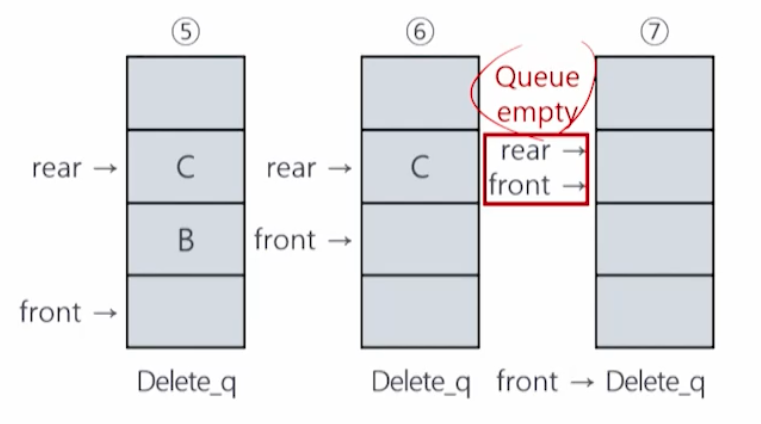 ⑤ ⑥ ⑦
Queue
empty
rear → C rear → C rear →
front →
B front →
front →
Delete_q Delete_q front → Delete_q